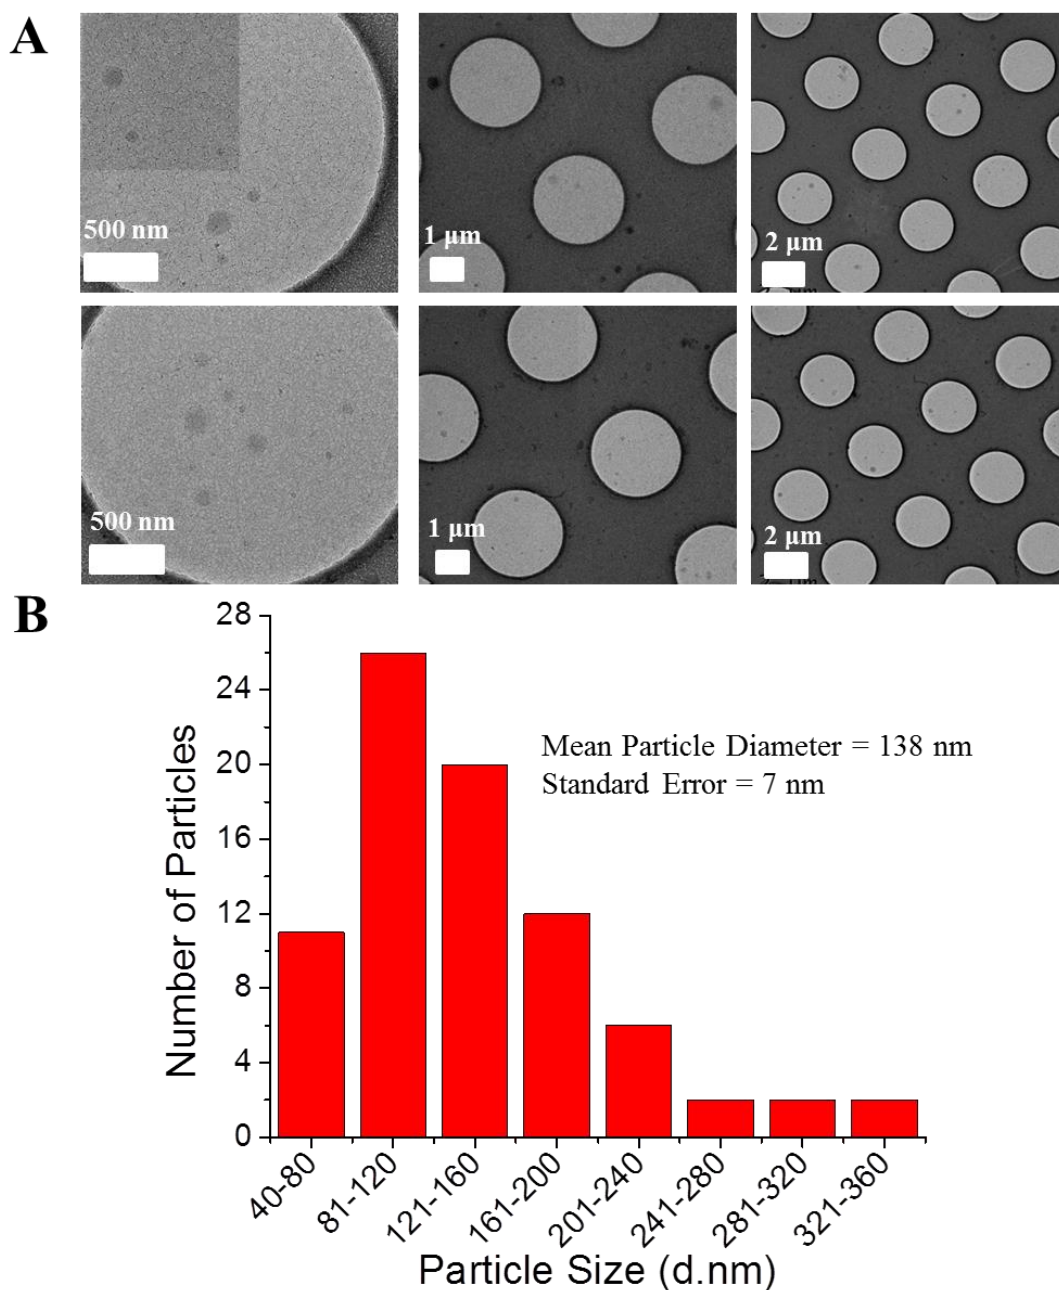 A
500 nm
1 μm
2 μm
500 nm
1 μm
2 μm
B
28
24
20
16
12
8
4
0
Number of Particles
Mean Particle Diameter = 138 nm
Standard Error = 7 nm
40-80
81-120
121-160
161-200
201-240
241-280
281-320
321-360
Particle Size (d.nm)